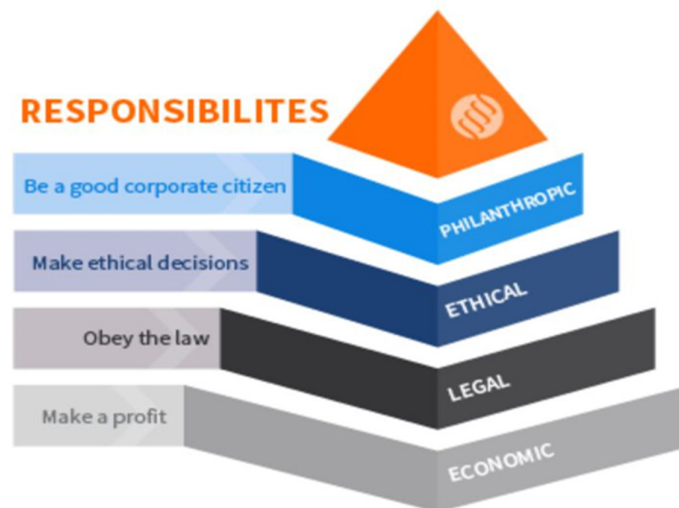 RESPONSIBILITES
Be a good corporate citizen
PHILANTHROPIC
Make ethical decisions
ETHICAL
Obey the law
LEGAL
Make a profit
ECONOMIC